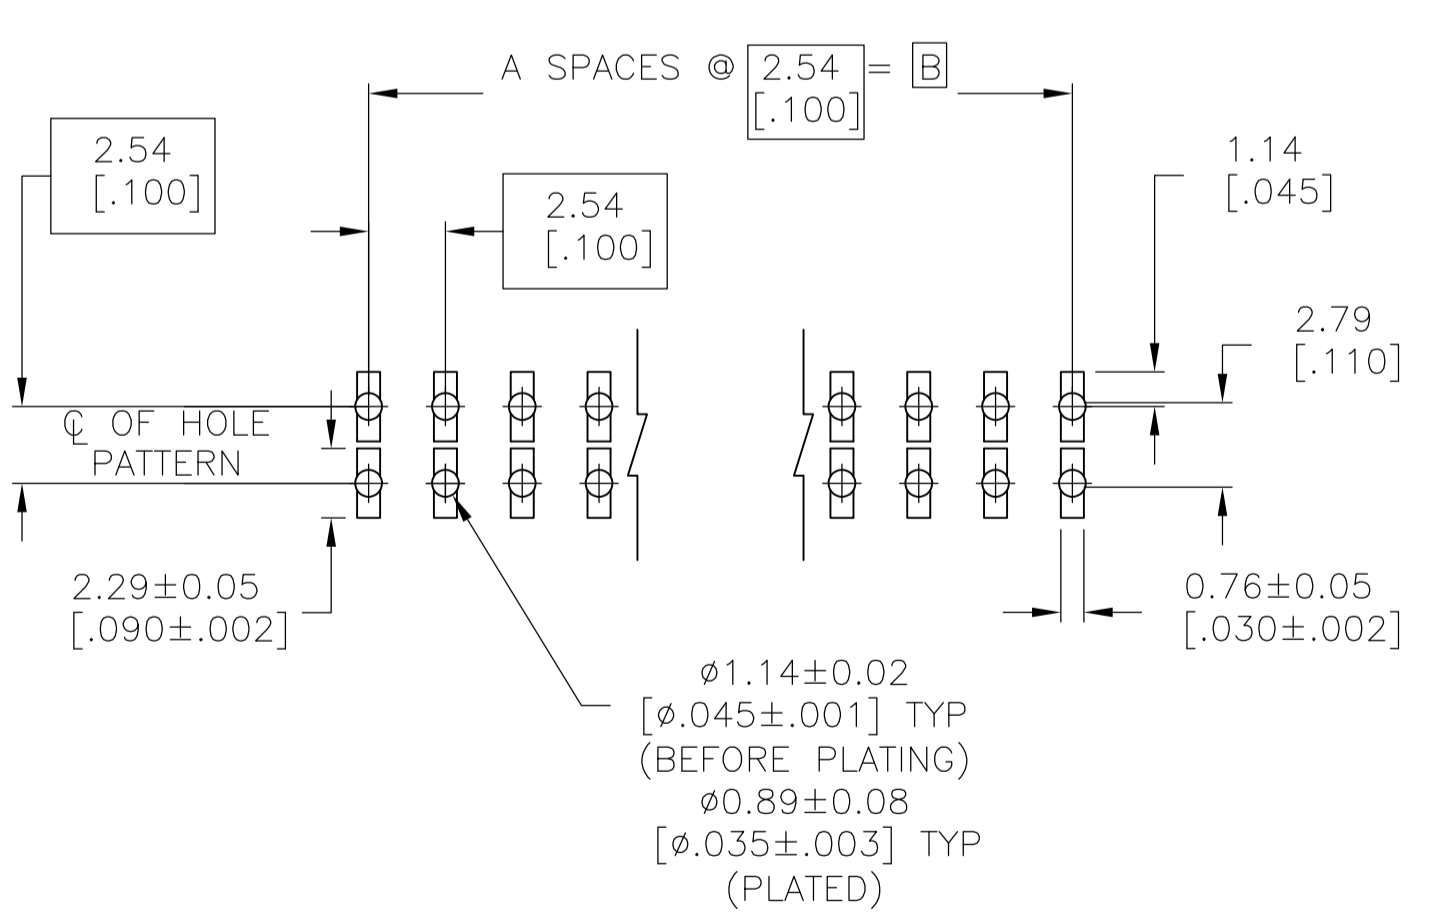 A SPACES @ 2.54 = B
[.100]
2.54
[.100]
2.54
[.100]
1.14
[.045]
2.79
[.110]
℄ OF HOLE
PATTERN
2.29±0.05
[.090±.002]
0.76±0.05
[.030±.002]
⌀1.14±0.02
[⌀.045±.001] TYP
(BEFORE PLATING)
⌀0.89±0.08
[⌀.035±.003] TYP
(PLATED)